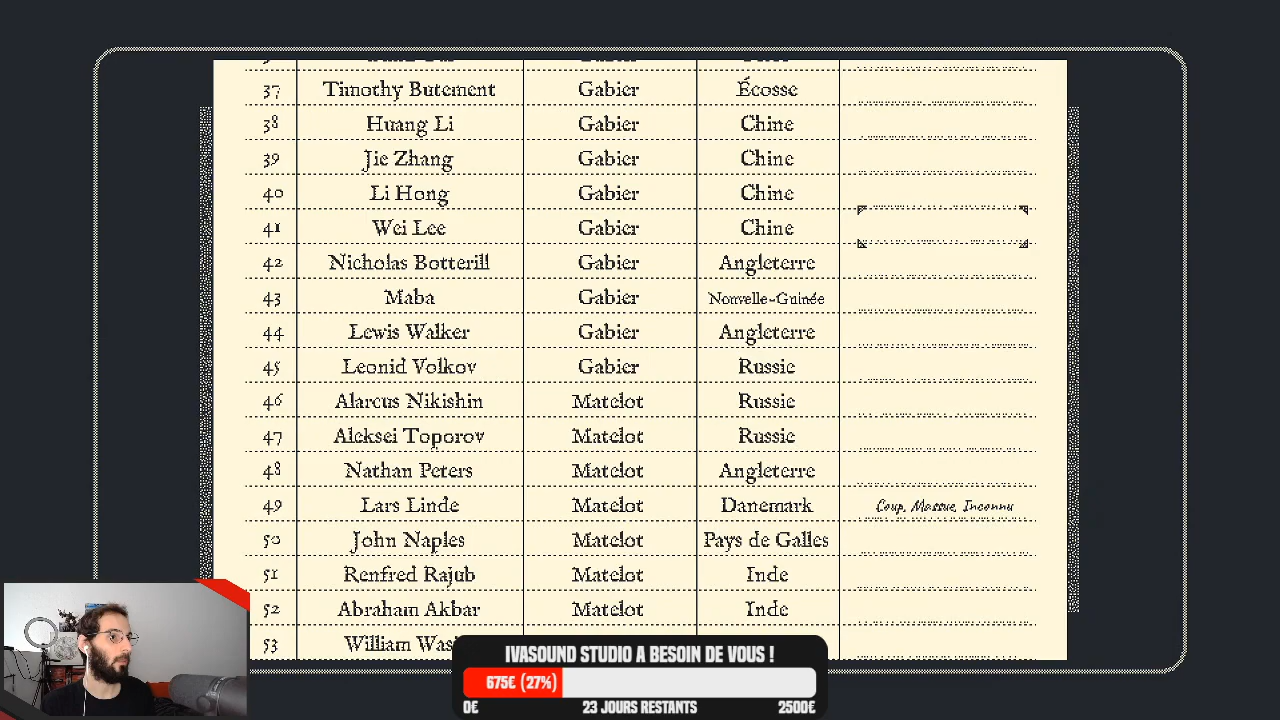 37 Timothy Butement Gabier Écosse
38 Huang Li Gabier Chine
39 Jie Zhang Gabier Chine
40 Li Hong Gabier Chine
41 Wei Lee Gabier Chine
42 Nicholas Botterill Gabier Angleterre
43 Maba Gabier Nouvelle-Guinée
44 Lewis Walker Gabier Angleterre
45 Leonid Volkov Gabier Russie
46 Alarcus Nikishin Matelot Russie
47 Aleksei Toporov Matelot Russie
48 Nathan Peters Matelot Angleterre
49 Lars Linde Matelot Danemark Coup, Massue, Inconnu
50 John Naples Matelot Pays de Galles
51 Renfred Rajub Matelot Inde
52 Abraham Akbar Matelot Inde
53 William
IVASOUND STUDIO A BESOIN DE VOUS !
675€ (27%)
0€ 23 JOURS RESTANTS 2500€